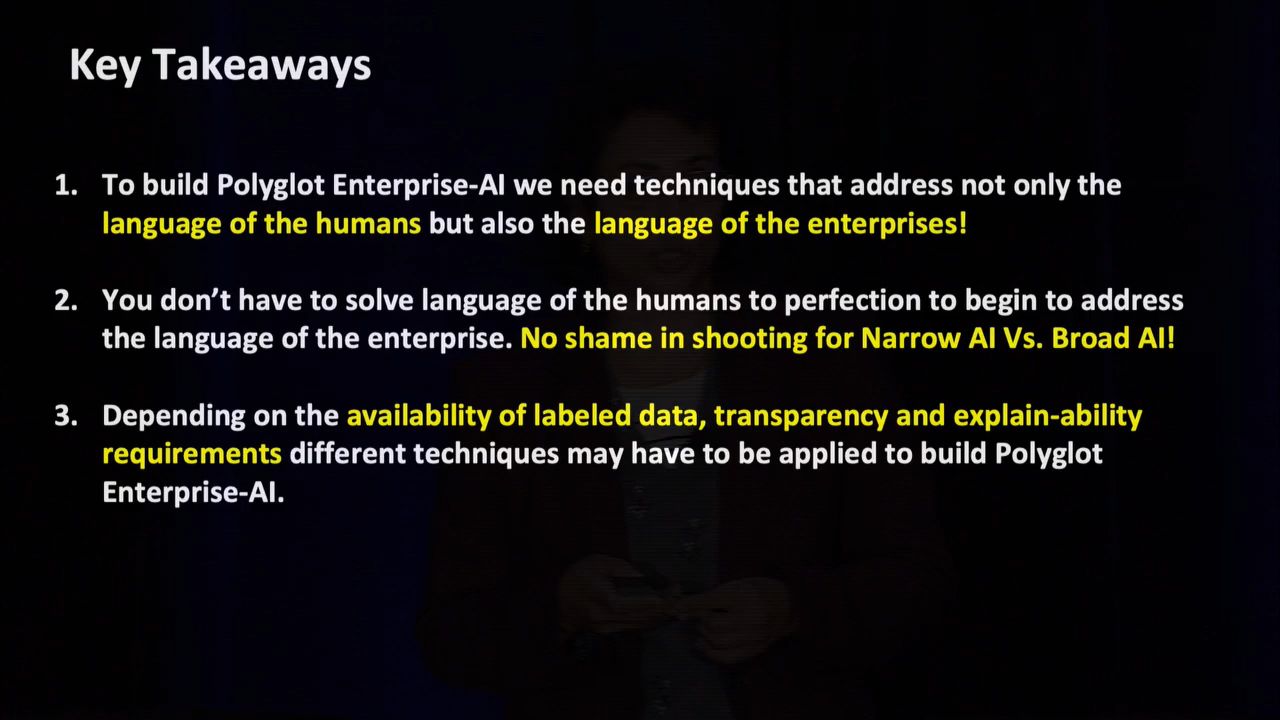 Key Takeaways
1. To build Polyglot Enterprise-AI we need techniques that address not only the
language of the humans but also the language of the enterprises!
2. You don’t have to solve language of the humans to perfection to begin to address
the language of the enterprise. No shame in shooting for Narrow AI Vs. Broad AI!
3. Depending on the availability of labeled data, transparency and explain-ability
requirements different techniques may have to be applied to build Polyglot
Enterprise-AI.